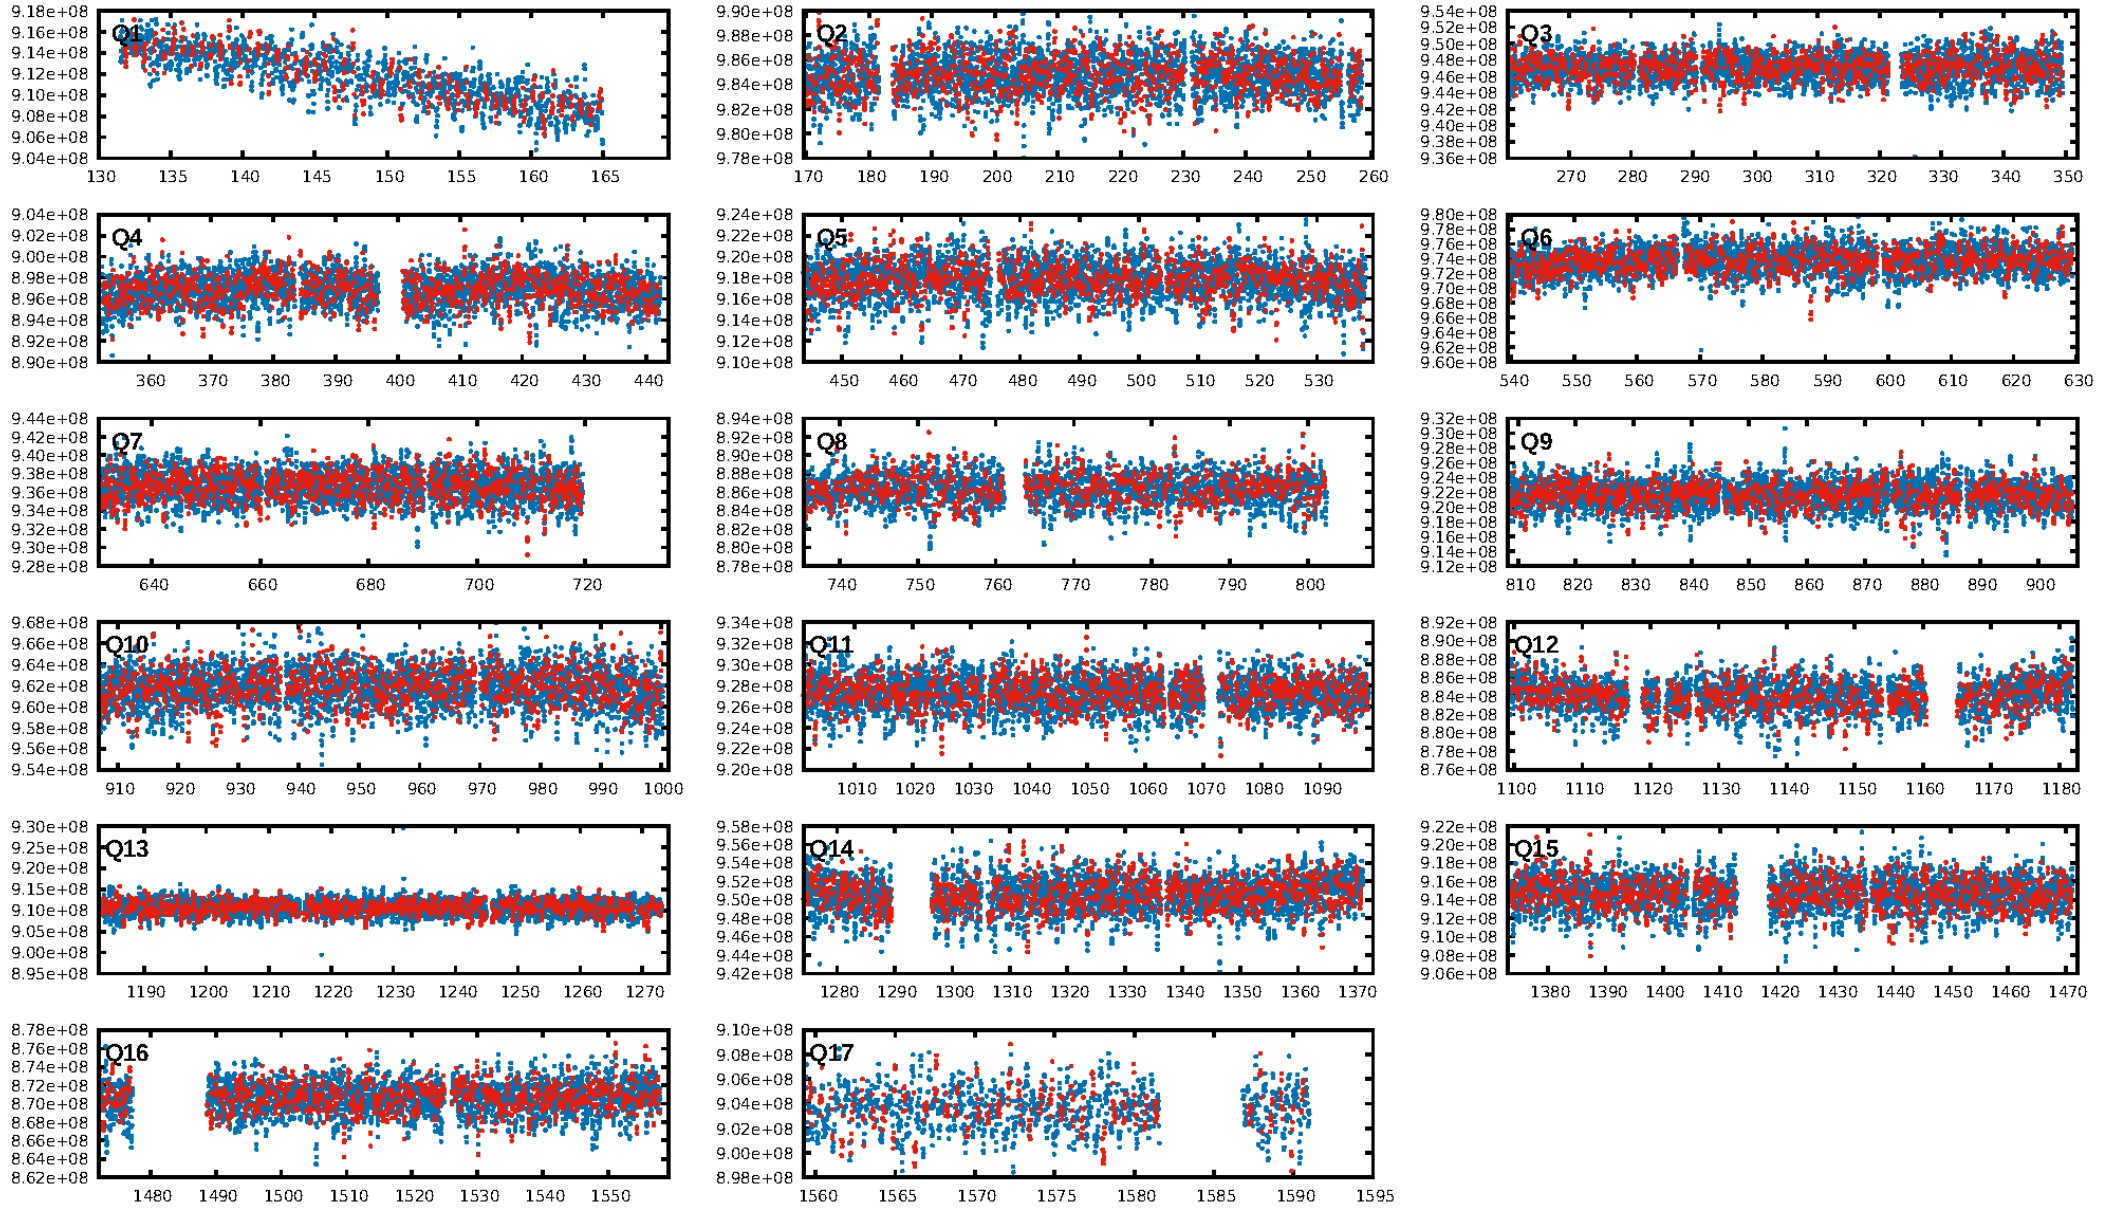 Q1
9.18e+08
9.16e+08
9.14e+08
9.12e+08
9.10e+08
9.08e+08
9.06e+08
9.04e+08
130 135 140 145 150 155 160 165
Q2
9.90e+08
9.88e+08
9.86e+08
9.84e+08
9.82e+08
9.80e+08
9.78e+08
170 180 190 200 210 220 230 240 250 260
Q3
9.54e+08
9.52e+08
9.50e+08
9.48e+08
9.46e+08
9.44e+08
9.42e+08
9.40e+08
9.38e+08
9.36e+08
270 280 290 300 310 320 330 340 350
Q4
9.04e+08
9.02e+08
9.00e+08
8.98e+08
8.96e+08
8.94e+08
8.92e+08
8.90e+08
360 370 380 390 400 410 420 430 440
Q5
9.24e+08
9.22e+08
9.20e+08
9.18e+08
9.16e+08
9.14e+08
9.12e+08
9.10e+08
450 460 470 480 490 500 510 520 530
Q6
9.80e+08
9.78e+08
9.76e+08
9.74e+08
9.72e+08
9.70e+08
9.68e+08
9.66e+08
9.64e+08
9.62e+08
9.60e+08
540 550 560 570 580 590 600 610 620 630
Q7
9.44e+08
9.42e+08
9.40e+08
9.38e+08
9.36e+08
9.34e+08
9.32e+08
9.30e+08
9.28e+08
640 660 680 700 720
Q8
8.94e+08
8.92e+08
8.90e+08
8.88e+08
8.86e+08
8.84e+08
8.82e+08
8.80e+08
8.78e+08
740 750 760 770 780 790 800
Q9
9.32e+08
9.30e+08
9.28e+08
9.26e+08
9.24e+08
9.22e+08
9.20e+08
9.18e+08
9.16e+08
9.14e+08
9.12e+08
810 820 830 840 850 860 870 880 890 900
Q10
9.68e+08
9.66e+08
9.64e+08
9.62e+08
9.60e+08
9.58e+08
9.56e+08
9.54e+08
910 920 930 940 950 960 970 980 990 1000
Q11
9.34e+08
9.32e+08
9.30e+08
9.28e+08
9.26e+08
9.24e+08
9.22e+08
9.20e+08
1010 1020 1030 1040 1050 1060 1070 1080 1090
Q12
8.92e+08
8.90e+08
8.88e+08
8.86e+08
8.84e+08
8.82e+08
8.80e+08
8.78e+08
8.76e+08
1100 1110 1120 1130 1140 1150 1160 1170 1180
Q13
9.30e+08
9.25e+08
9.20e+08
9.15e+08
9.10e+08
9.05e+08
9.00e+08
8.95e+08
1190 1200 1210 1220 1230 1240 1250 1260 1270
Q14
9.58e+08
9.56e+08
9.54e+08
9.52e+08
9.50e+08
9.48e+08
9.46e+08
9.44e+08
9.42e+08
1280 1290 1300 1310 1320 1330 1340 1350 1360 1370
Q15
9.22e+08
9.20e+08
9.18e+08
9.16e+08
9.14e+08
9.12e+08
9.10e+08
9.08e+08
9.06e+08
1380 1390 1400 1410 1420 1430 1440 1450 1460 1470
Q16
8.78e+08
8.76e+08
8.74e+08
8.72e+08
8.70e+08
8.68e+08
8.66e+08
8.64e+08
8.62e+08
1480 1490 1500 1510 1520 1530 1540 1550
Q17
9.10e+08
9.08e+08
9.06e+08
9.04e+08
9.02e+08
9.00e+08
8.98e+08
1560 1565 1570 1575 1580 1585 1590 1595